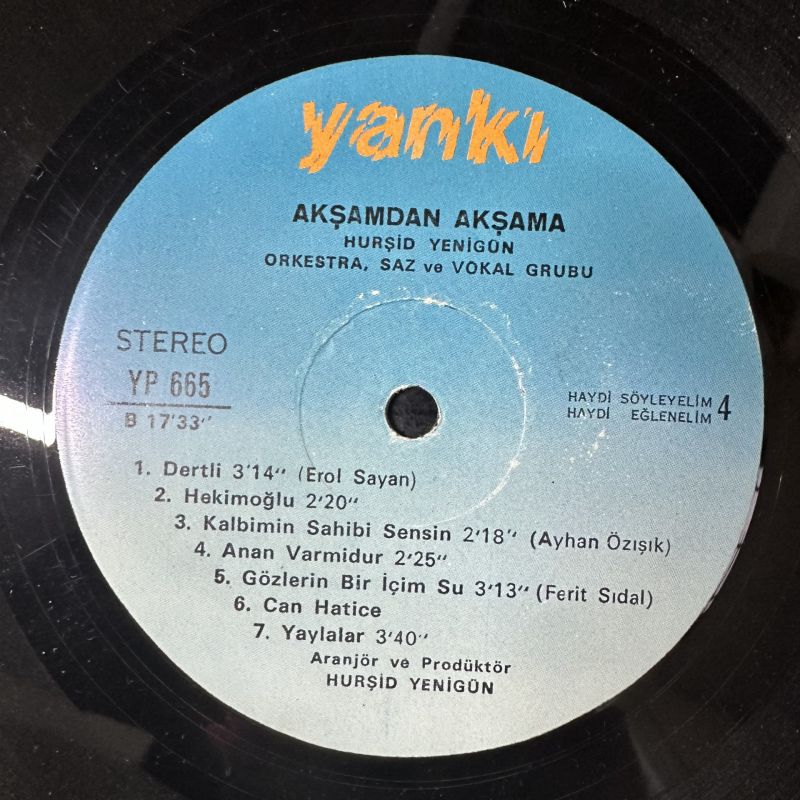 yankı
AKŞAMDAN AKŞAMA
HURŞİD YENİGÜN
ORKESTRA, SAZ ve VOKAL GRUBU
STEREO
YP 665
B 17'33''
HAYDİ SÖYLEYELİM 4
HAYDİ EĞLENELİM
1. Dertli 3'14'' (Erol Sayan)
2. Hekimoğlu 2'20''
3. Kalbimin Sahibi Sensin 2'18'' (Ayhan Özışık)
4. Anan Varmidur 2'25''
5. Gözlerin Bir İçim Su 3'13'' (Ferit Sıdal)
6. Can Hatice
7. Yaylalar 3'40''
Aranjör ve Prodüktör
HURŞİD YENİGÜN